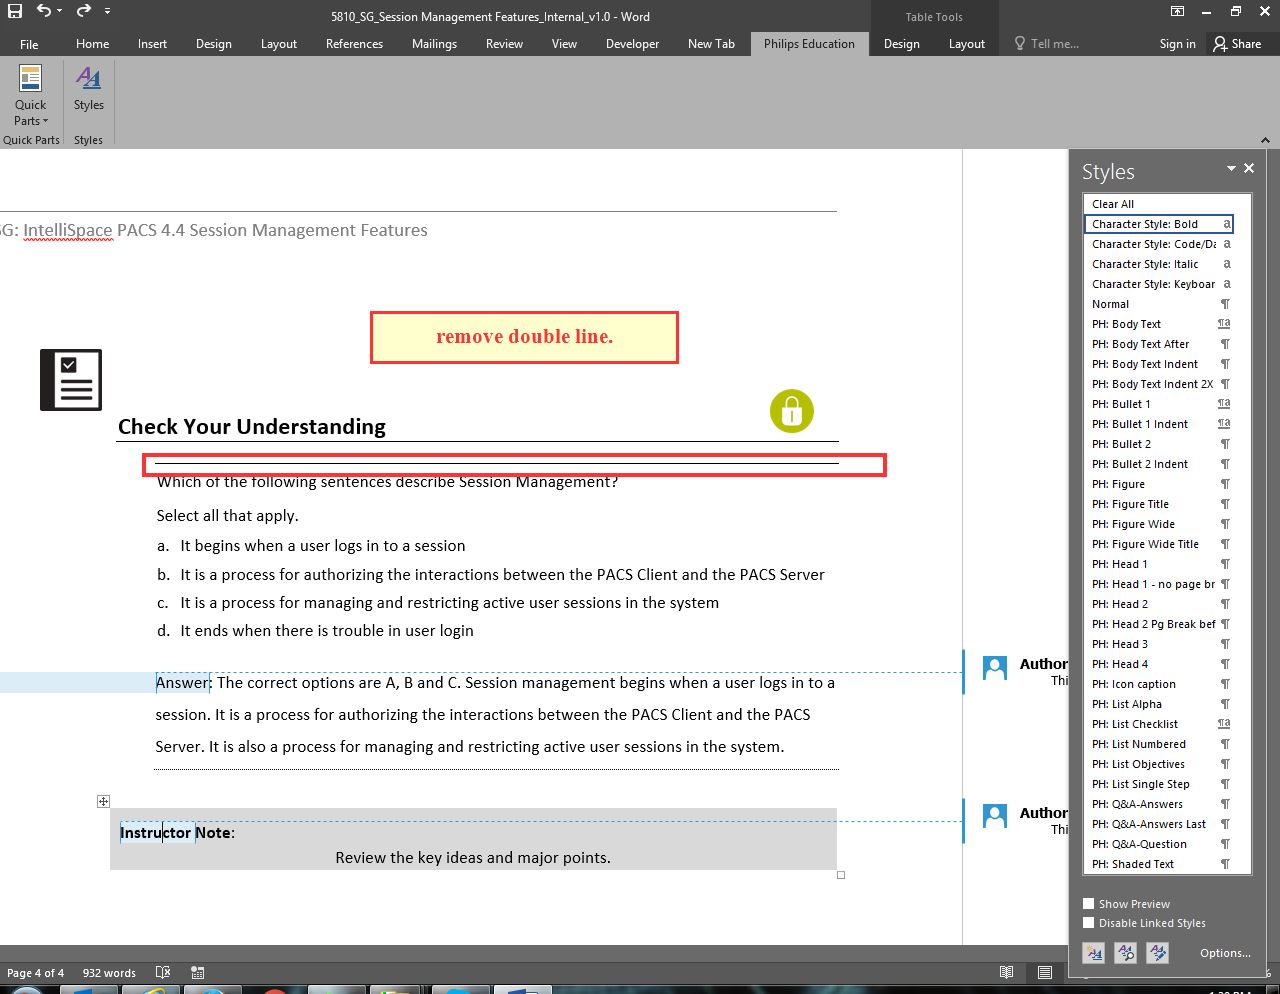 5810_SG_Session Management Features_Internal_v1.0 - Word
Table Tools
File Home Insert Design Layout References Mailings Review View Developer New Tab Philips Education Design Layout Tell me... Sign in Share
Quick Parts
Styles
Quick Parts Styles
SG: IntelliSpace PACS 4.4 Session Management Features
remove double line.
Check Your Understanding
Which of the following sentences describe Session Management?
Select all that apply.
a. It begins when a user logs in to a session
b. It is a process for authorizing the interactions between the PACS Client and the PACS Server
c. It is a process for managing and restricting active user sessions in the system
d. It ends when there is trouble in user login
Answer: The correct options are A, B and C. Session management begins when a user logs in to a
session. It is a process for authorizing the interactions between the PACS Client and the PACS
Server. It is also a process for managing and restricting active user sessions in the system.
Instructor Note:
Review the key ideas and major points.
Author
Thi
Author
Thi
Styles
Clear All
Character Style: Bold a
Character Style: Code/Da a
Character Style: Italic a
Character Style: Keyboar a
Normal ¶
PH: Body Text ¶a
PH: Body Text After ¶
PH: Body Text Indent ¶
PH: Body Text Indent 2X ¶
PH: Bullet 1 ¶a
PH: Bullet 1 Indent ¶a
PH: Bullet 2 ¶
PH: Bullet 2 Indent ¶
PH: Figure ¶
PH: Figure Title ¶
PH: Figure Wide ¶
PH: Figure Wide Title ¶
PH: Head 1 ¶
PH: Head 1 - no page br ¶
PH: Head 2 ¶
PH: Head 2 Pg Break bef ¶
PH: Head 3 ¶
PH: Head 4 ¶
PH: Icon caption ¶
PH: List Alpha ¶
PH: List Checklist ¶a
PH: List Numbered ¶
PH: List Objectives ¶
PH: List Single Step ¶
PH: Q&A-Answers ¶
PH: Q&A-Answers Last ¶
PH: Q&A-Question ¶
PH: Shaded Text ¶
Show Preview
Disable Linked Styles
Options...
Page 4 of 4 932 words
%